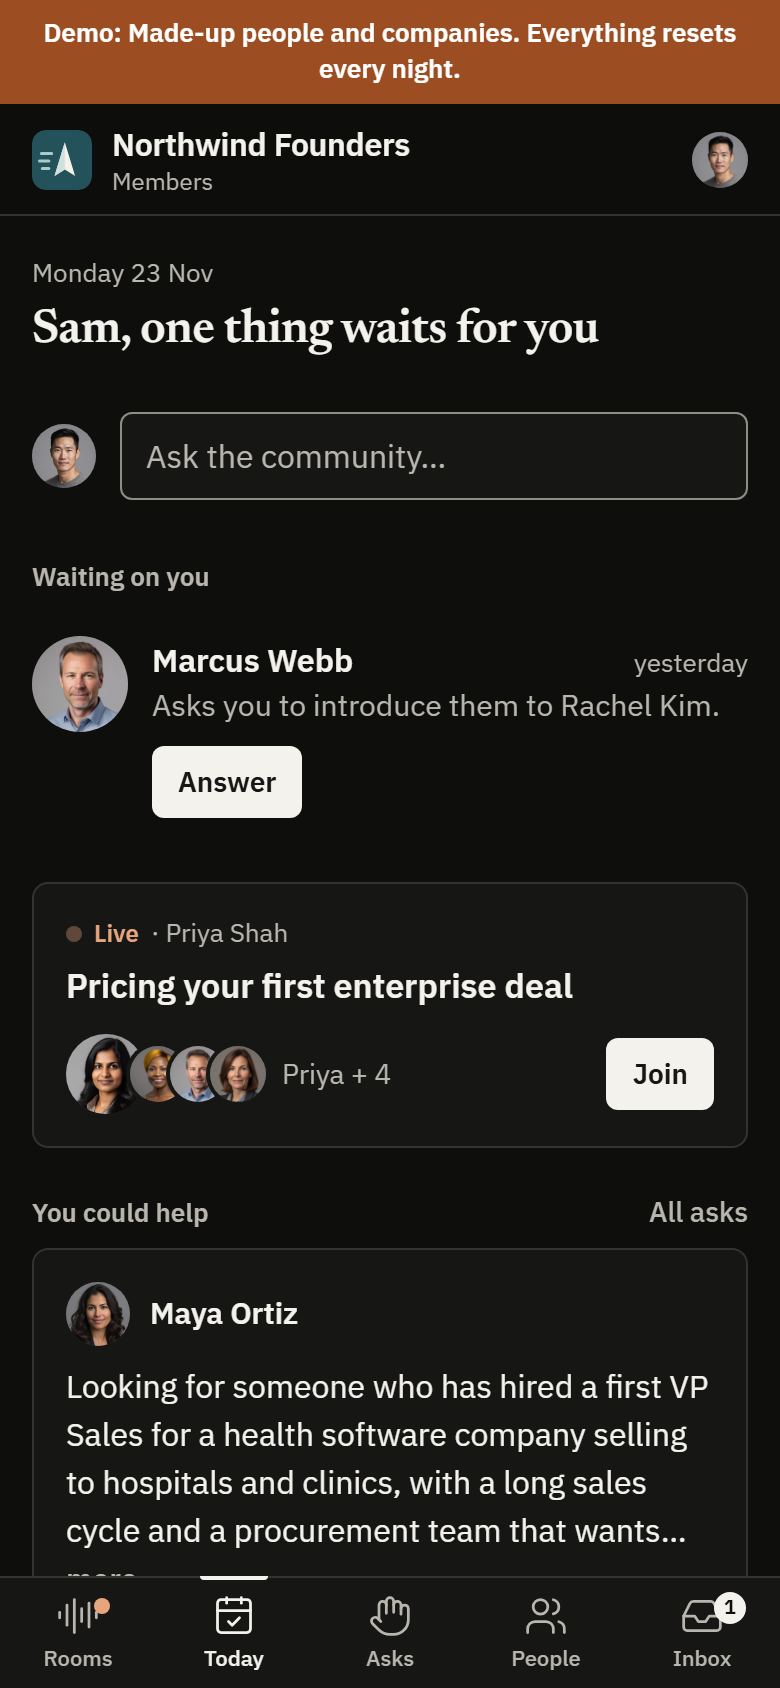 Demo: Made-up people and companies. Everything resets
every night.
Northwind Founders
Members
Monday 23 Nov
Sam, one thing waits for you
Ask the community...
Waiting on you
Marcus Webb
yesterday
Asks you to introduce them to Rachel Kim.
Answer
Live · Priya Shah
Pricing your first enterprise deal
Priya + 4
Join
You could help
All asks
Maya Ortiz
Looking for someone who has hired a first VP
Sales for a health software company selling
to hospitals and clinics, with a long sales
cycle and a procurement team that wants...
1
Rooms
Today
Asks
People
Inbox